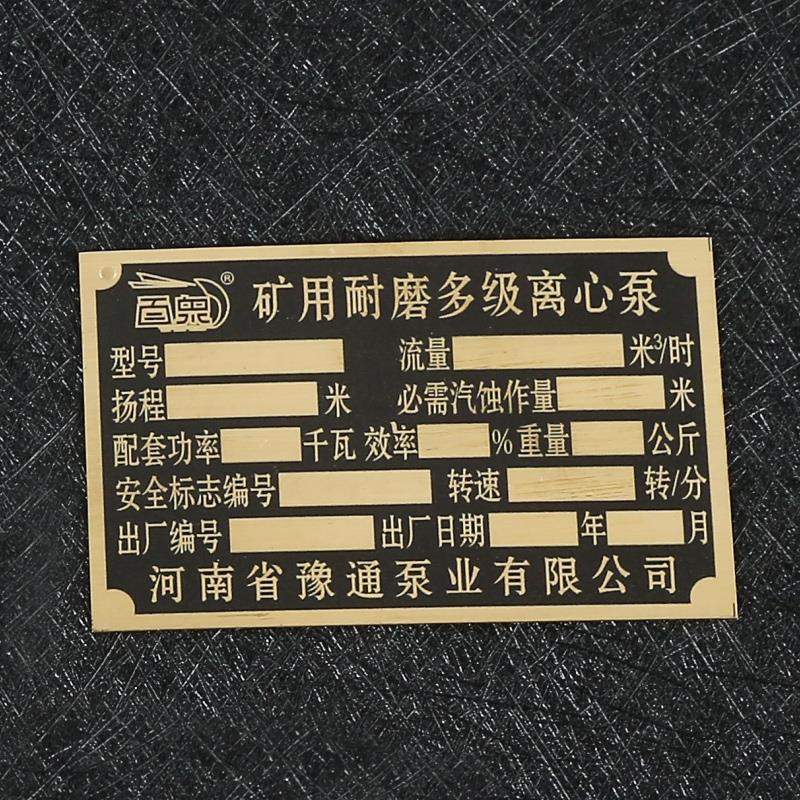 百奥® 矿用耐磨多级离心泵
型号 流量 米³/时
扬程 米 必需汽蚀作量 米
配套功率 千瓦 效率 % 重量 公斤
安全标志编号 转速 转/分
出厂编号 出厂日期 年 月
河南省豫通泵业有限公司